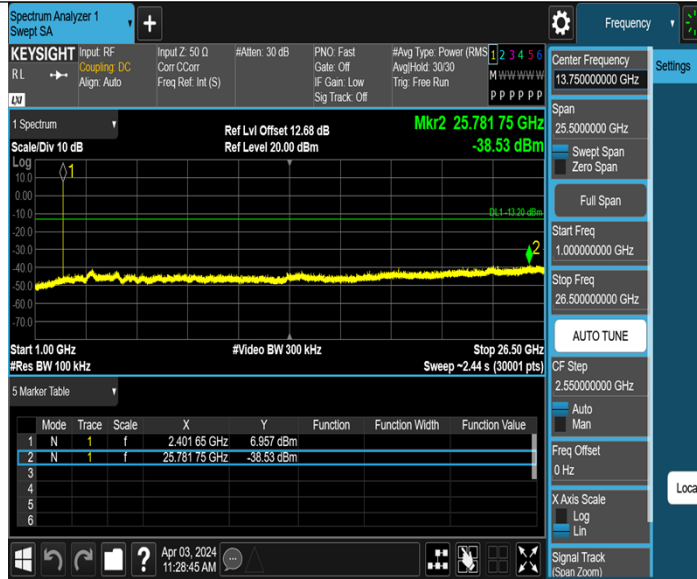 Spectrum Analyzer 1
Swept SA
Frequency
KEYSIGHT
RL
LXI
Input: RF
Coupling: DC
Align: Auto
Input Z: 50 Ω
Corr CCorr
Freq Ref: Int (S)
#Atten: 30 dB
PNO: Fast
Gate: Off
IF Gain: Low
Sig Track: Off
#Avg Type: Power (RMS
Avg|Hold: 30/30
Trig: Free Run
1 2 3 4 5 6
M W W W W W
P P P P P P
1 Spectrum
Scale/Div 10 dB
Ref Lvl Offset 12.68 dB
Ref Level 20.00 dBm
Mkr2 25.781 75 GHz
-38.53 dBm
Log
10.0
0.00
-10.0
-20.0
-30.0
-40.0
-50.0
-60.0
-70.0
1
DL1 -13.20 dBm
2
Start 1.00 GHz
#Res BW 100 kHz
#Video BW 300 kHz
Stop 26.50 GHz
Sweep ~2.44 s (30001 pts)
5 Marker Table
Mode Trace Scale X Y Function Function Width Function Value
1 N 1 f 2.401 65 GHz 6.957 dBm
2 N 1 f 25.781 75 GHz -38.53 dBm
3
4
5
6
?
Apr 03, 2024
11:28:45 AM
Center Frequency
13.750000000 GHz
Settings
Span
25.5000000 GHz
Swept Span
Zero Span
Full Span
Start Freq
1.000000000 GHz
Stop Freq
26.500000000 GHz
AUTO TUNE
CF Step
2.550000000 GHz
Auto
Man
Freq Offset
0 Hz
X Axis Scale
Log
Lin
Signal Track
(Span Zoom)
Loca